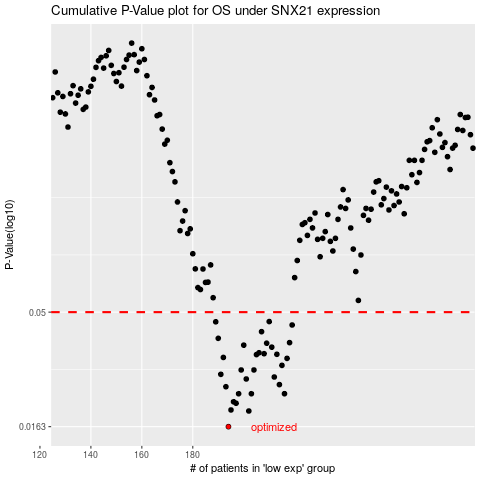 Cumulative P-Value plot for OS under SNX21 expression
P-Value(log10)
0.05
0.0163
optimized
120 140 160 180
# of patients in 'low exp' group